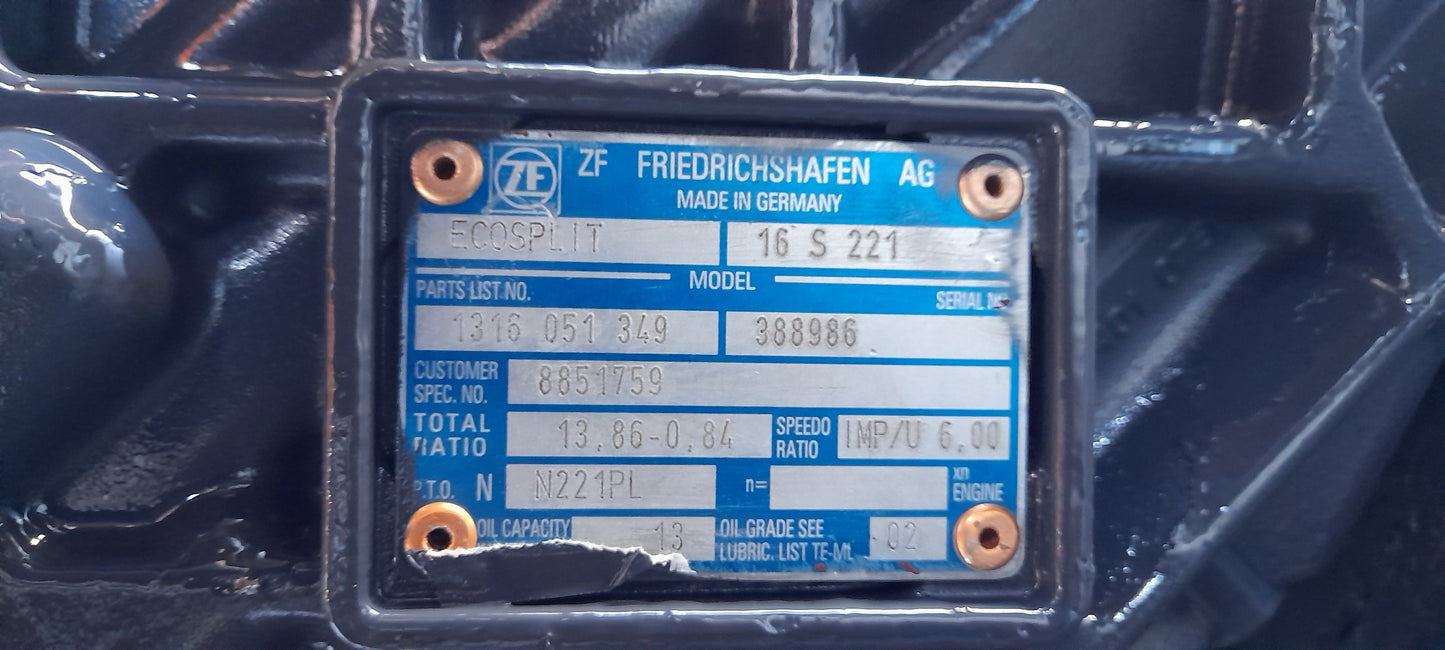 ZF ZF FRIEDRICHSHAFEN AG
MADE IN GERMANY
ECOSPLIT 16 S 221
MODEL
PARTS LIST NO. SERIAL
1316 051 349 388986
CUSTOMER SPEC. NO. 8851759
TOTAL RATIO 13,86-0,84 SPEEDO RATIO IMP/U 6,00
P.T.O. N N221PL n= xn ENGINE
OIL CAPACITY 13 OIL GRADE SEE LUBRIC. LIST TE-ML 02